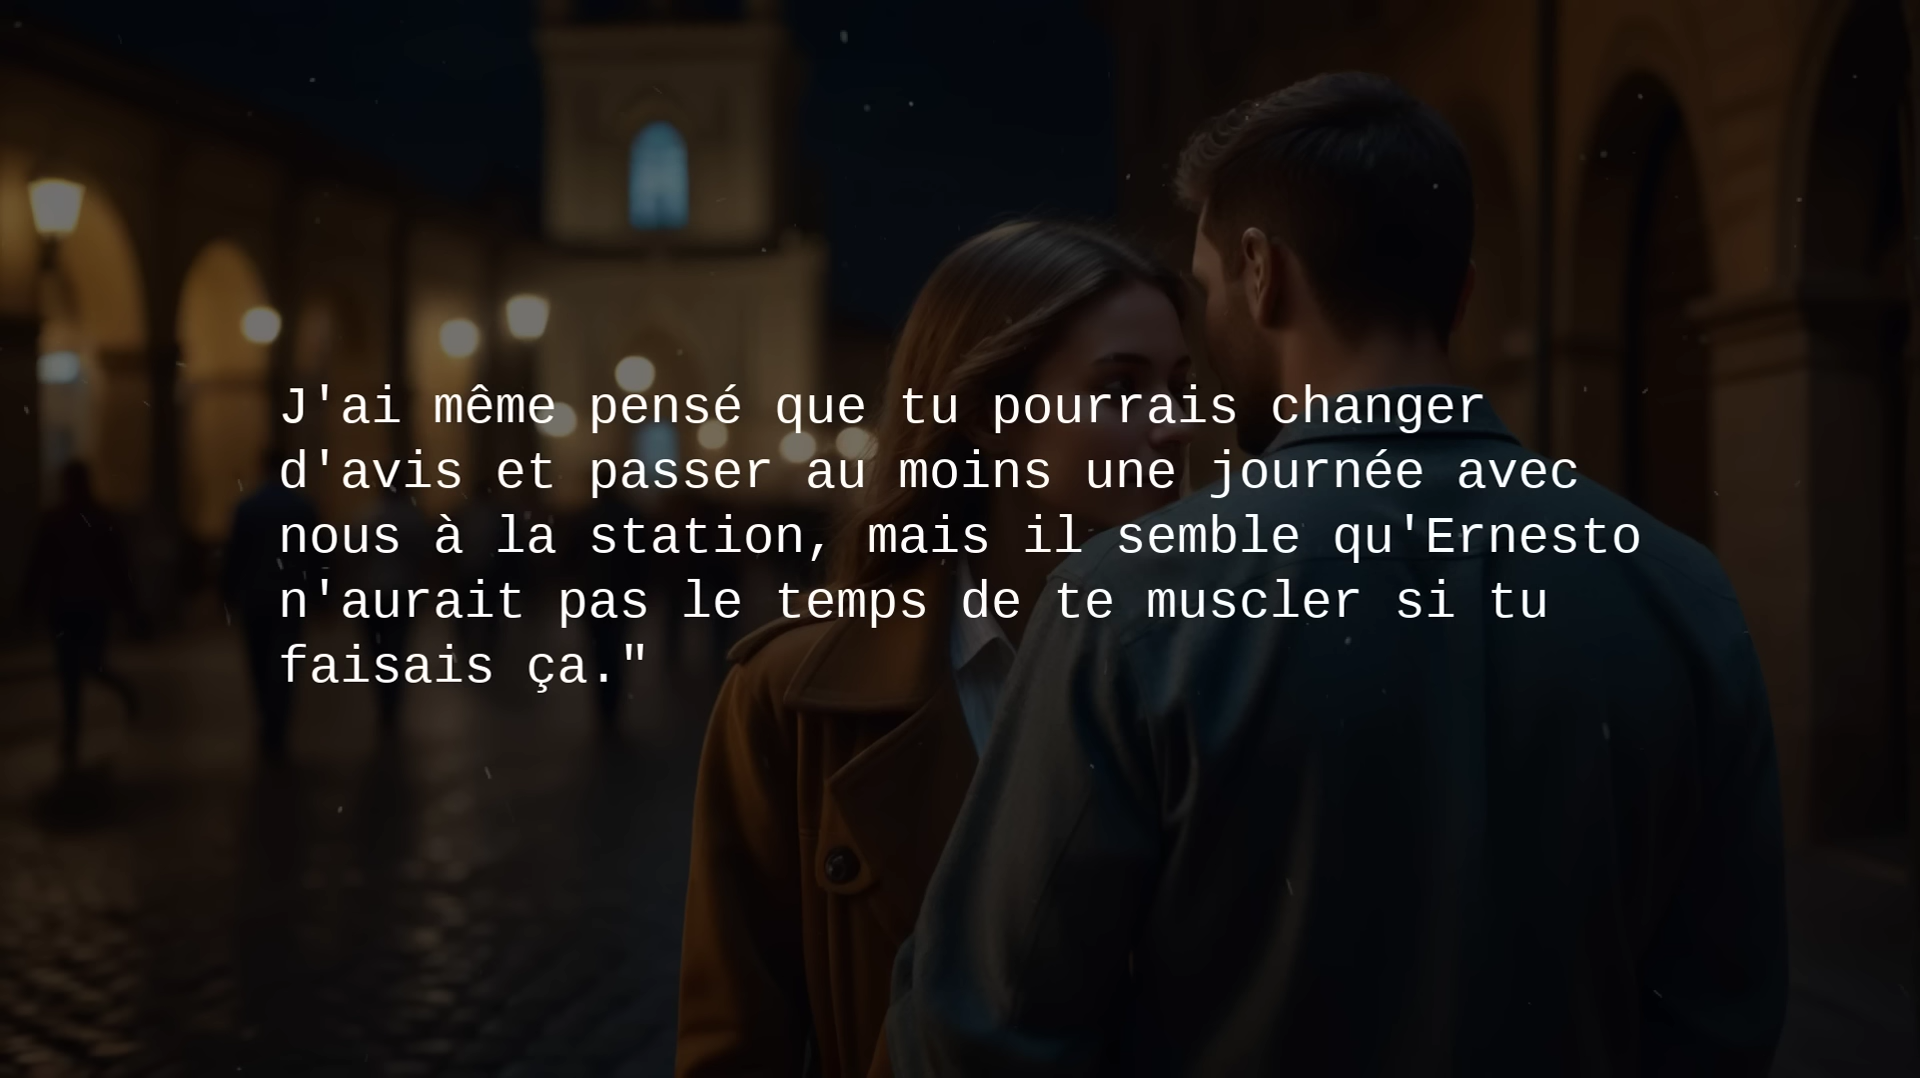 J'ai même pensé que tu pourrais changer
d'avis et passer au moins une journée avec
nous à la station, mais il semble qu'Ernesto
n'aurait pas le temps de te muscler si tu
faisais ça."